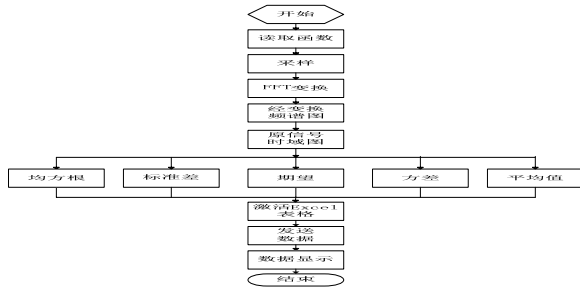 开始
读取函数
采样
FFT变换
经变换
频谱图
原信号
时域图
均方根
标准差
期望
方差
平均值
激活Excel
表格
发送
数据
数据显示
结束